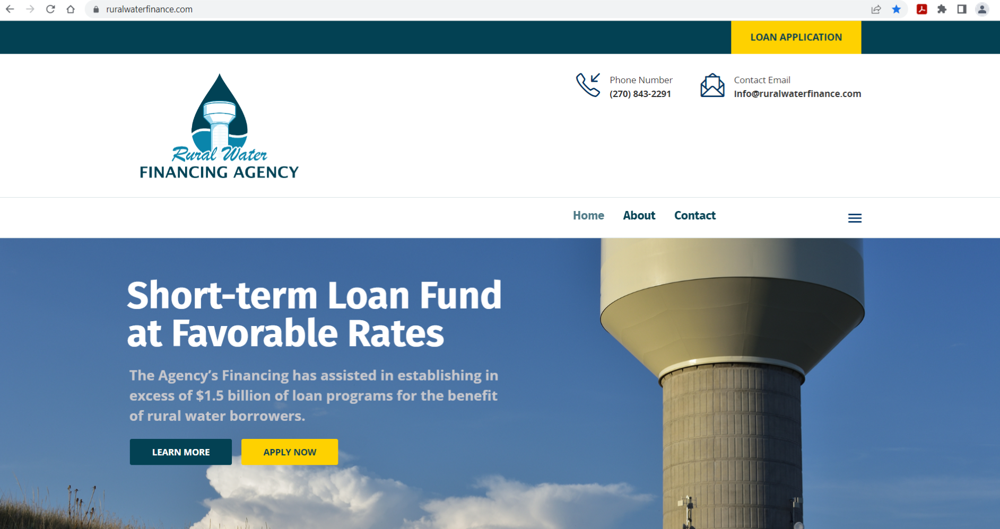 ruralwaterfinance.com
LOAN APPLICATION
Phone Number
(270) 843-2291
Contact Email
Info@ruralwaterfinance.com
Rural Water
FINANCING AGENCY
Home About Contact
Short-term Loan Fund
at Favorable Rates
The Agency’s Financing has assisted in establishing in
excess of $1.5 billion of loan programs for the benefit
of rural water borrowers.
LEARN MORE APPLY NOW